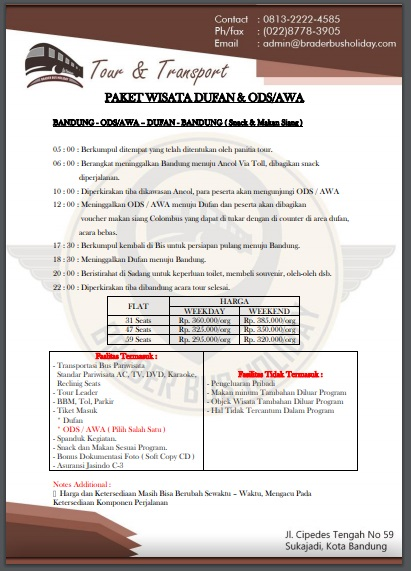 Contact : 0813-2222-4585
Ph/fax : (022)8778-3905
Email : admin@braderbusholiday.com
Tour & Transport
PAKET WISATA DUFAN & ODS/AWA
BANDUNG - ODS/AWA – DUFAN - BANDUNG ( Snack & Makan Siang )
05 : 00 : Berkumpul ditempat yang telah ditentukan oleh panitia tour.
06 : 00 : Berangkat meninggalkan Bandung menuju Ancol Via Toll, dibagikan snack
diperjalanan.
10 : 00 : Diperkirakan tiba dikawasan Ancol, para peserta akan mengunjungi ODS / AWA
12 : 00 : Meninggalkan ODS / AWA menuju Dufan dan peserta akan dibagikan
voucher makan siang Colombus yang dapat di tukar dengan di counter di area dufan,
acara bebas.
17 : 30 : Berkumpul kembali di Bis untuk persiapan pulang menuju Bandung.
18 : 30 : Meninggalkan Dufan menuju Bandung.
20 : 00 : Beristirahat di Sadang untuk keperluan toilet, membeli souvenir, oleh-oleh dsb.
22 : 00 : Diperkirakan tiba dibandung acara tour selesai.
FLAT HARGA
WEEKDAY WEEKEND
31 Seats Rp. 360.000/org Rp. 385.000/org
47 Seats Rp. 325.000/org Rp. 350.000/org
59 Seats Rp. 295.000/org Rp. 320.000/org
Fasilitas Termasuk :
- Transportasi Bus Pariwisata
Standar Pariwisata AC, TV, DVD, Karaoke,
Recling Seats
- Tour Leader
- BBM, Tol, Parkir
- Tiket Masuk
* Dufan
* ODS / AWA ( Pilih Salah Satu )
- Spanduk Kegiatan.
- Snack dan Makan Sesuai Program.
- Bonus Dokumentasi Foto ( Soft Copy CD )
- Asuransi Jasindo C-3
Fasilitas Tidak Termasuk :
- Pengeluaran Pribadi
- Makan minum Tambahan Diluar Program
- Objek Wisata Tambahan Diluar Program
- Hal Tidak Tercantum Dalam Program
Notes Additional :
Harga dan Ketersediaan Masih Bisa Berubah Sewaktu – Waktu, Mengacu Pada
Ketersediaan Komponen Perjalanan
Jl. Cipedes Tengah No 59
Sukajadi, Kota Bandung
BRADER BUS HOLIDAY